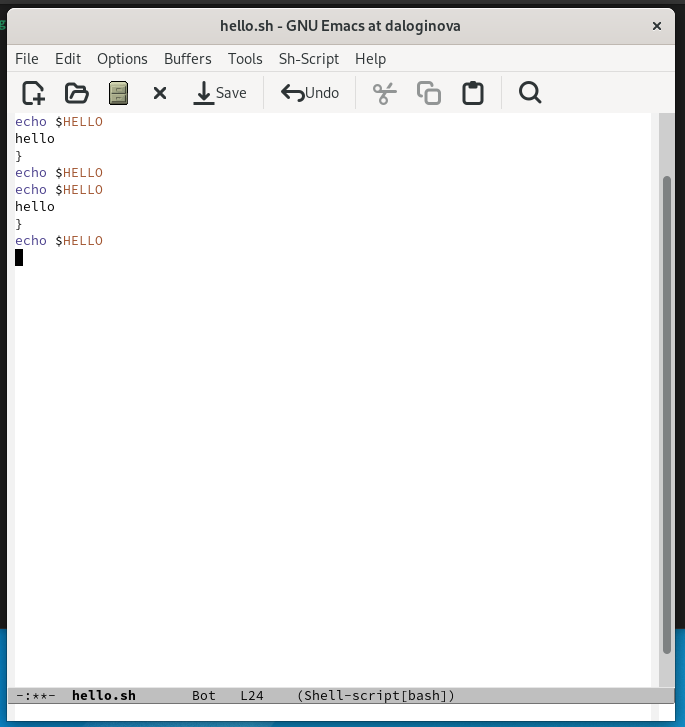 hello.sh - GNU Emacs at daloginova
File Edit Options Buffers Tools Sh-Script Help
Save Undo
echo $HELLO
hello
}
echo $HELLO
echo $HELLO
hello
}
echo $HELLO
-:**- hello.sh Bot L24 (Shell-script[bash])